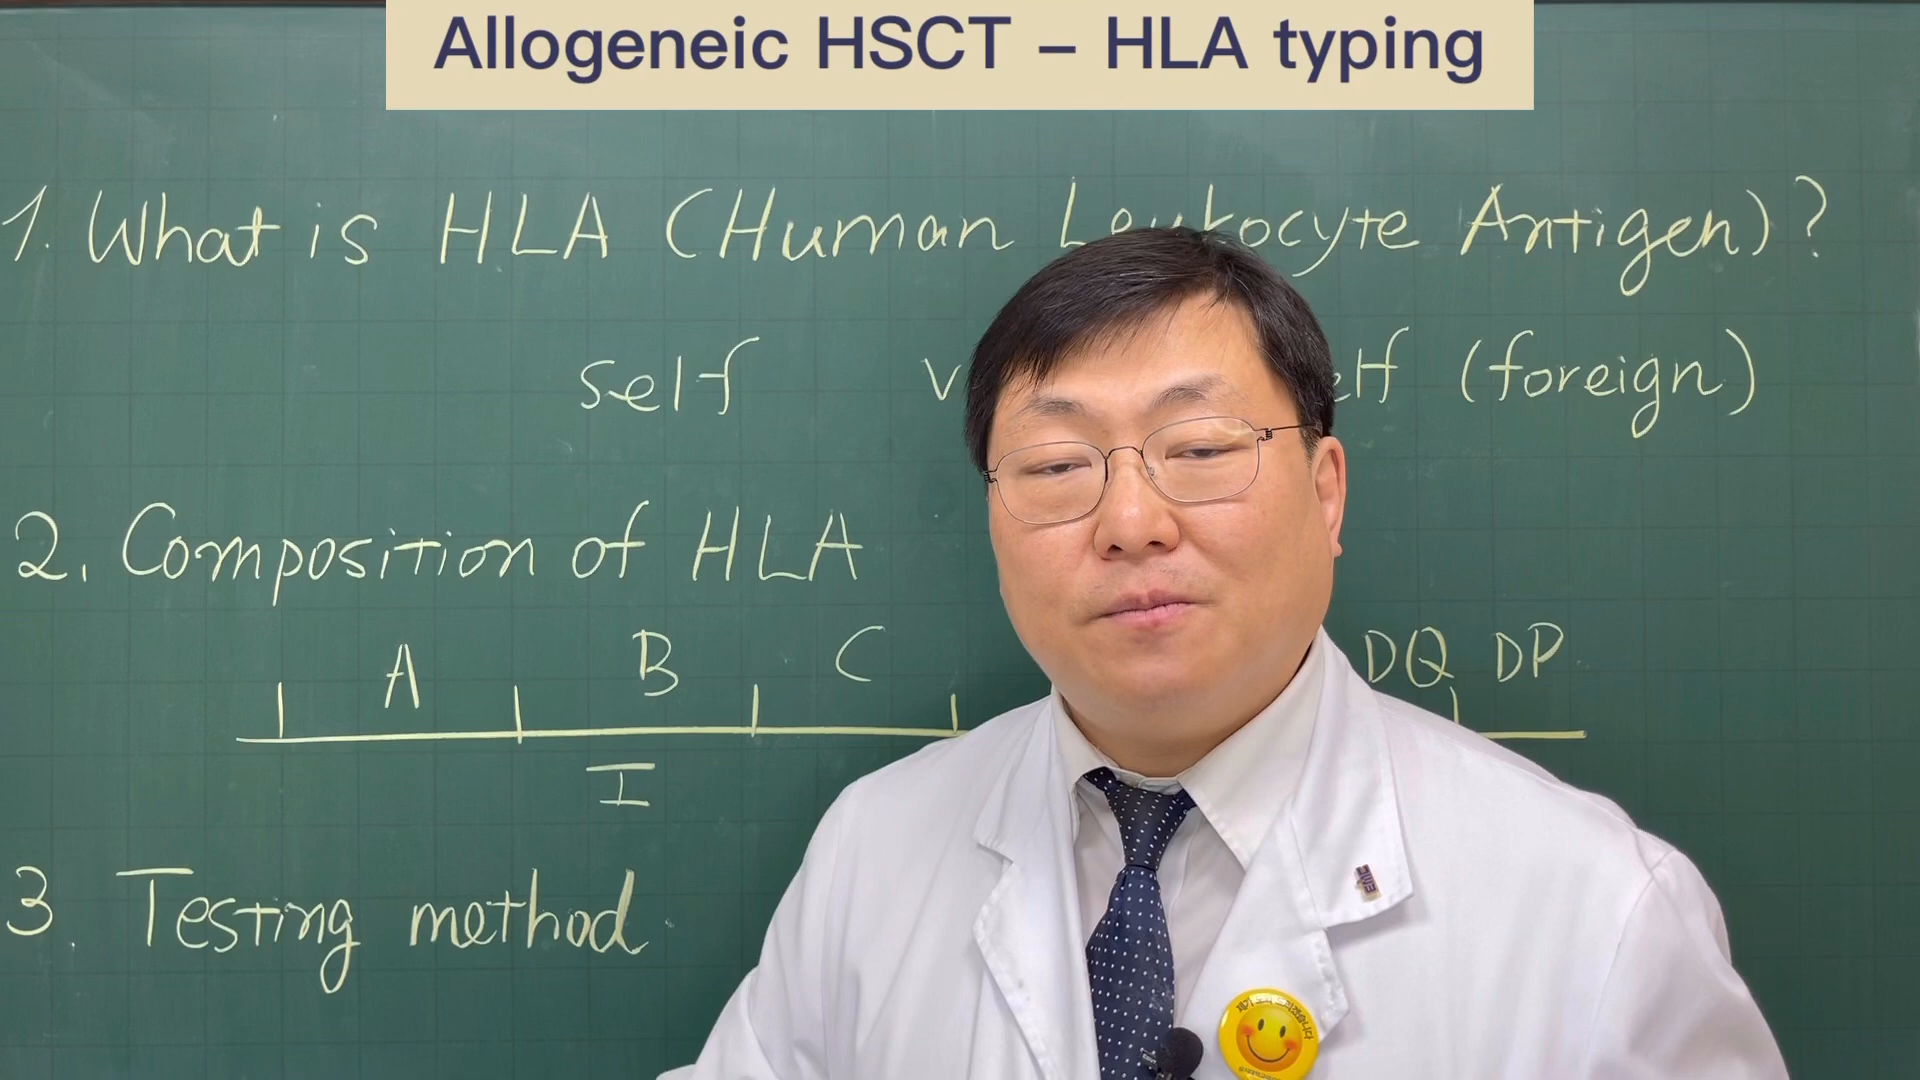 Allogeneic HSCT – HLA typing
1. What is HLA (Human Leukocyte Antigen)?
self (foreign)
2. Composition of HLA
A B C DQ DP
I
3. Testing method